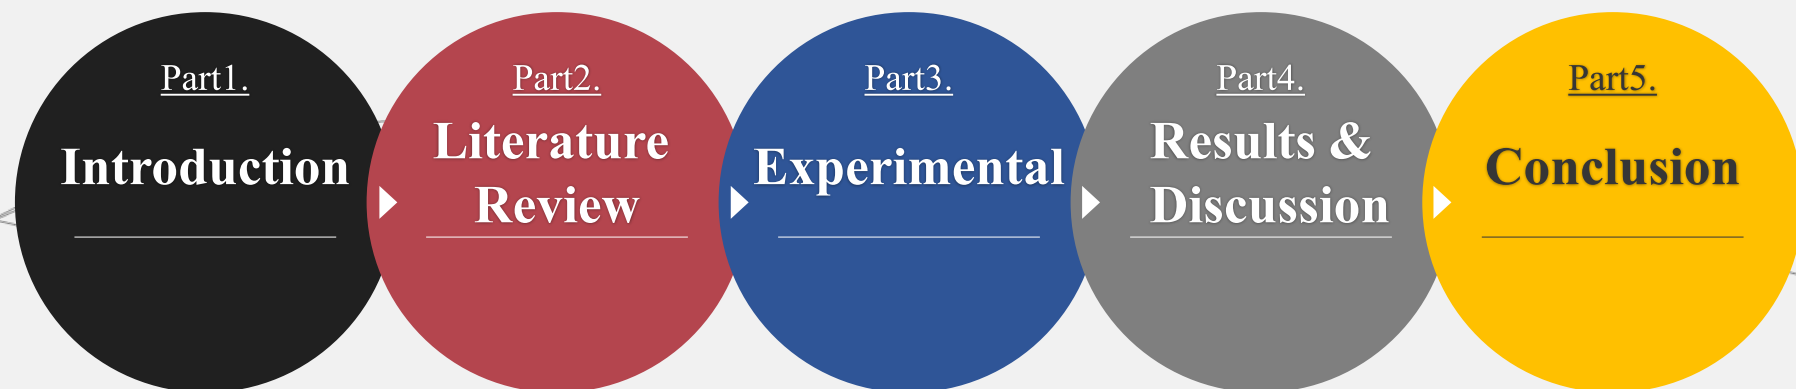 Part1.
Introduction
Part2.
Literature
Review
Part3.
Experimental
Part4.
Results &
Discussion
Part5.
Conclusion